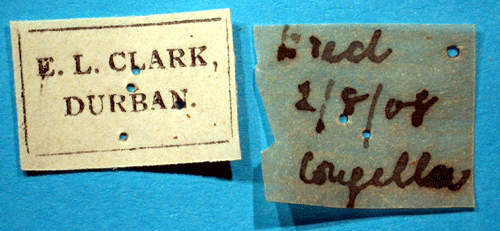 E. L. CLARK,
DURBAN.
Bred
2/8/08
Congella